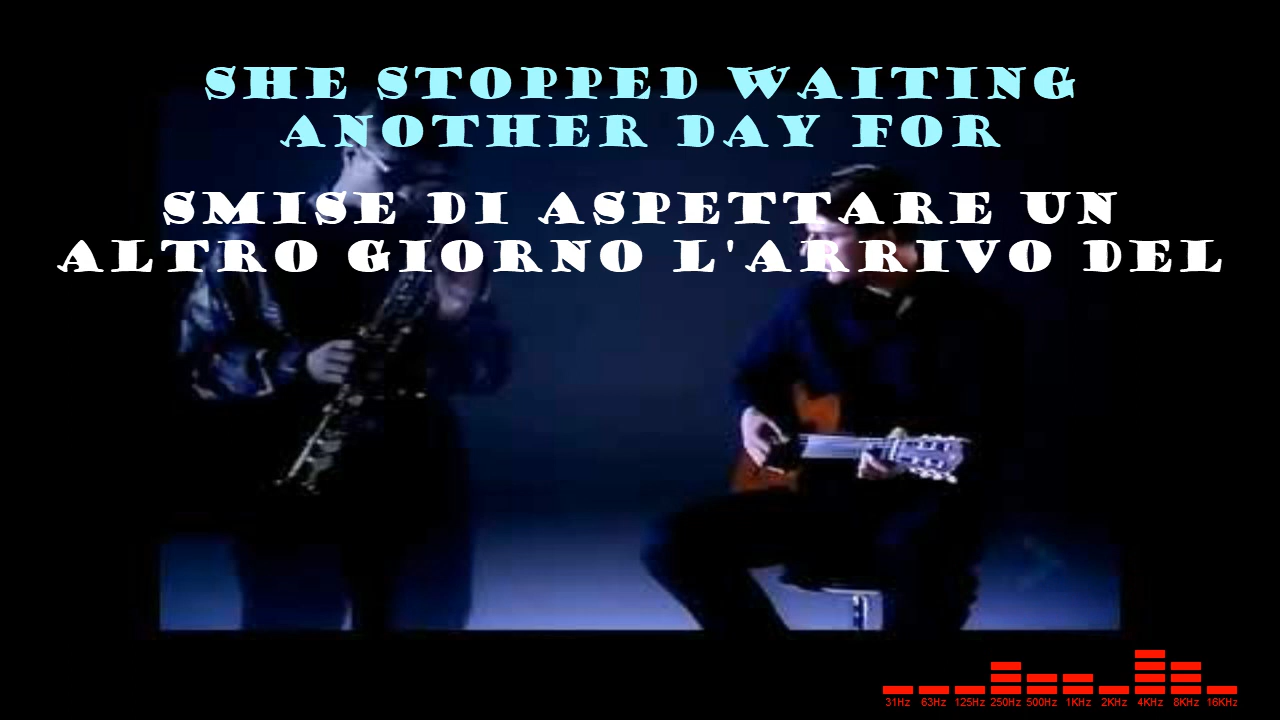 SHE STOPPED WAITING
ANOTHER DAY FOR
SMISE DI ASPETTARE UN
ALTRO GIORNO L'ARRIVO DEL
31Hz 63Hz 125Hz 250Hz 500Hz 1KHz 2KHz 4KHz 8KHz 16KHz